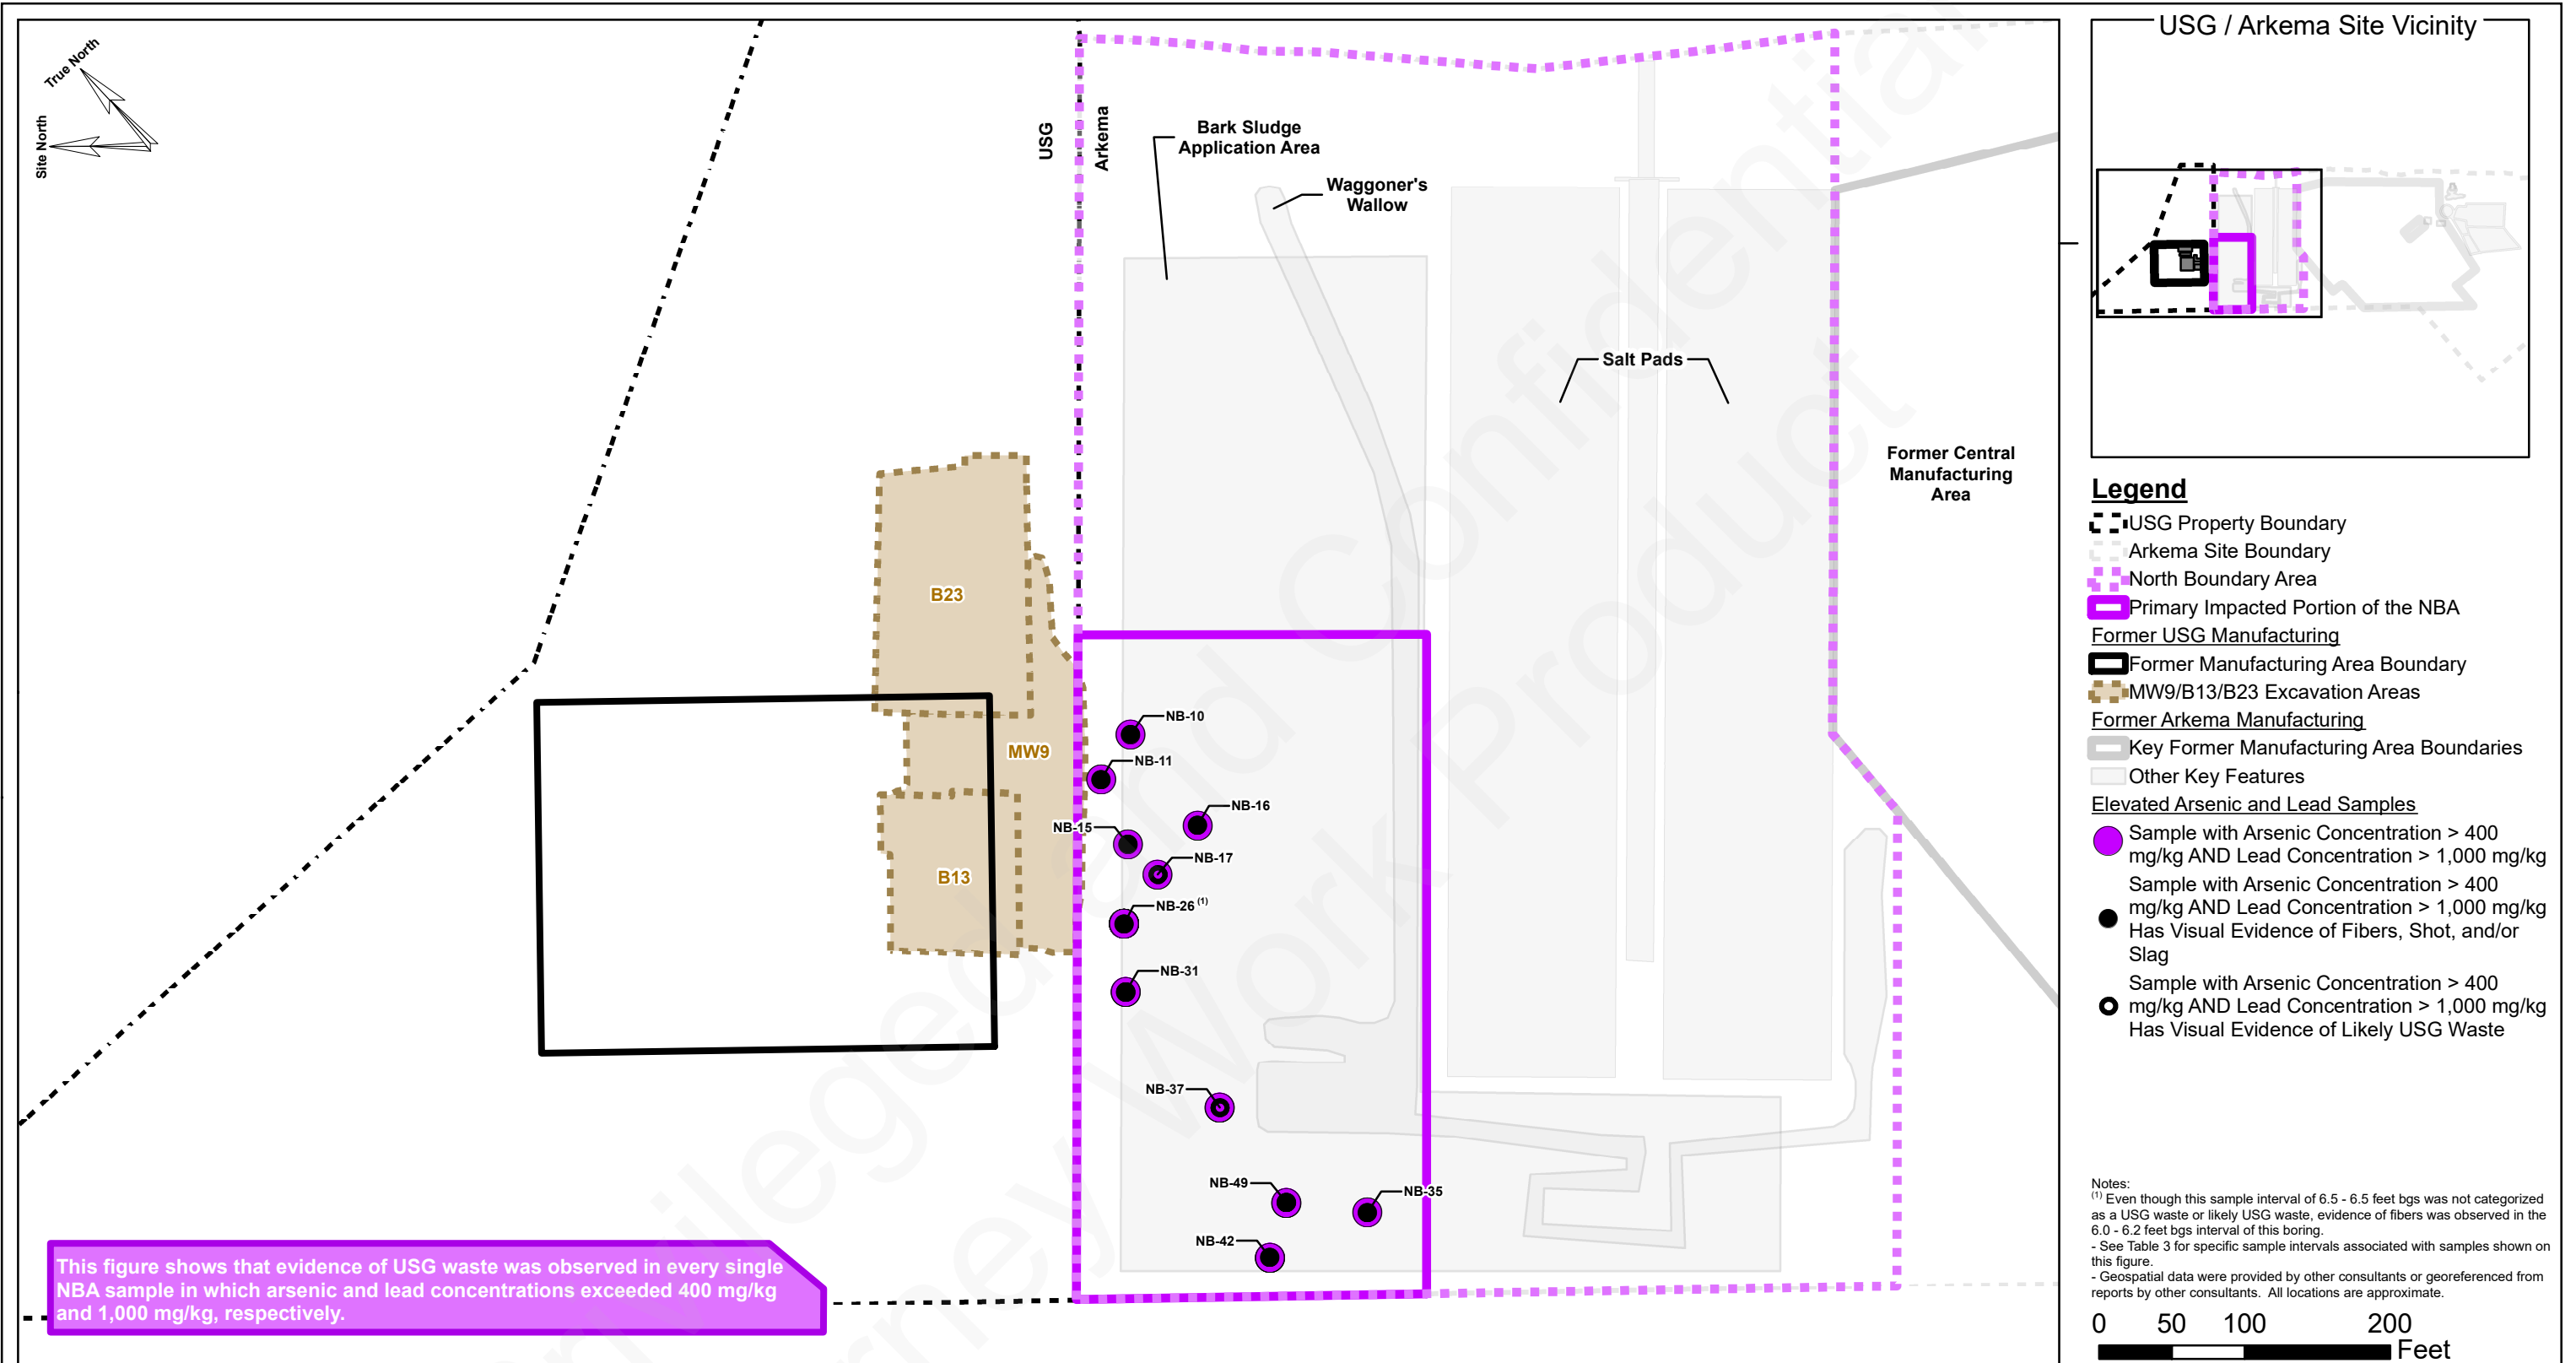 USG / Arkema Site Vicinity
True North
Site North
USG
Arkema
Bark Sludge
Application Area
Waggoner's
Wallow
Salt Pads
Former Central
Manufacturing
Area
B23
MW9
B13
NB-10
NB-11
NB-16
NB-15
NB-17
NB-26 (1)
NB-31
NB-37
NB-49
NB-35
NB-42
This figure shows that evidence of USG waste was observed in every single
NBA sample in which arsenic and lead concentrations exceeded 400 mg/kg
and 1,000 mg/kg, respectively.
Legend
USG Property Boundary
Arkema Site Boundary
North Boundary Area
Primary Impacted Portion of the NBA
Former USG Manufacturing
Former Manufacturing Area Boundary
MW9/B13/B23 Excavation Areas
Former Arkema Manufacturing
Key Former Manufacturing Area Boundaries
Other Key Features
Elevated Arsenic and Lead Samples
Sample with Arsenic Concentration > 400
mg/kg AND Lead Concentration > 1,000 mg/kg
Sample with Arsenic Concentration > 400
mg/kg AND Lead Concentration > 1,000 mg/kg
Has Visual Evidence of Fibers, Shot, and/or
Slag
Sample with Arsenic Concentration > 400
mg/kg AND Lead Concentration > 1,000 mg/kg
Has Visual Evidence of Likely USG Waste
Notes:
(1) Even though this sample interval of 6.5 - 6.5 feet bgs was not categorized
as a USG waste or likely USG waste, evidence of fibers was observed in the
6.0 - 6.2 feet bgs interval of this boring.
- See Table 3 for specific sample intervals associated with samples shown on
this figure.
- Geospatial data were provided by other consultants or georeferenced from
reports by other consultants. All locations are approximate.
0 50 100 200
Feet
and Confidential
Work Product